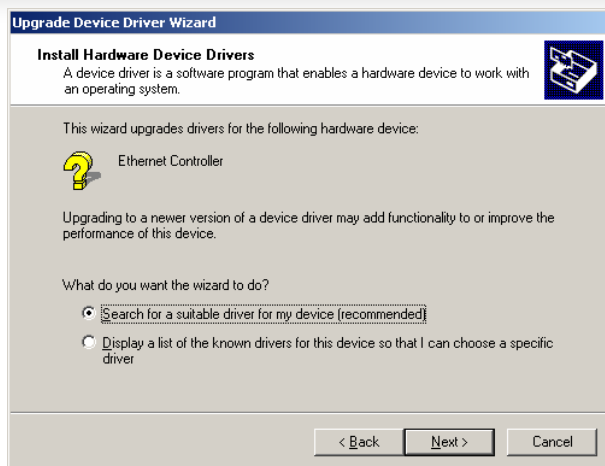 Upgrade Device Driver Wizard
Install Hardware Device Drivers
A device driver is a software program that enables a hardware device to work with
an operating system.
This wizard upgrades drivers for the following hardware device:
Ethernet Controller
Upgrading to a newer version of a device driver may add functionality to or improve the
performance of this device.
What do you want the wizard to do?
Search for a suitable driver for my device (recommended)
Display a list of the known drivers for this device so that I can choose a specific
driver
< Back
Next >
Cancel